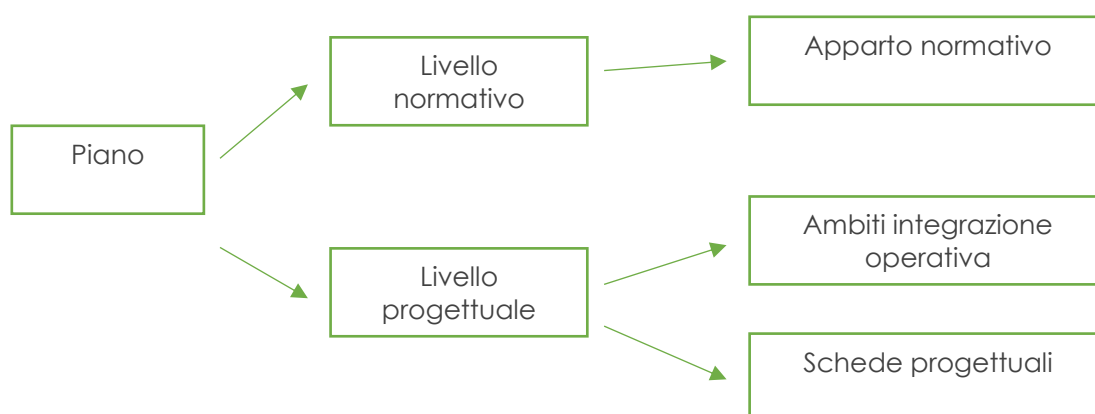 Piano
Livello
normativo
Apparto normativo
Livello
progettuale
Ambiti integrazione
operativa
Schede progettuali